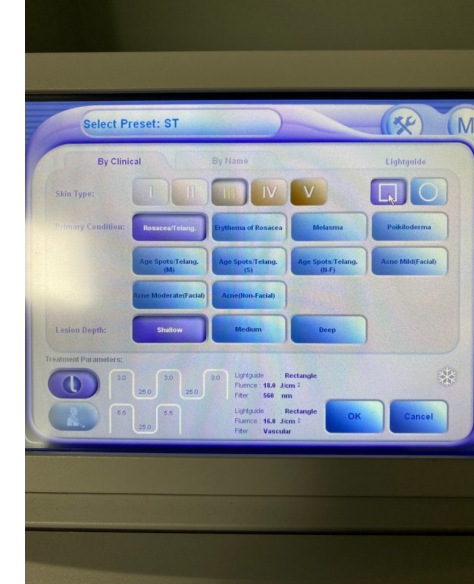 Select Preset: ST
M
By Clinical
By Name
Lightguide
Skin Type:
I II III IV V
Primary Condition:
Rosacea/Telang.
Erythema of Rosacea
Melasma
Poikiloderma
Age Spots/Telang. (M)
Age Spots/Telang. (S)
Age Spots/Telang. (N-F)
Acne Mild(Facial)
Acne Moderate(Facial)
Acne(Non-Facial)
Lesion Depth:
Shallow
Medium
Deep
Treatment Parameters:
3.0 3.0 3.0
25.0 25.0
Lightguide : Rectangle
Fluence : 18.0 J/cm 2
Filter 560 nm
5.5 5.5
25.0
Lightguide : Rectangle
Fluence : 16.0 J/cm 2
Filter : Vascular
OK
Cancel